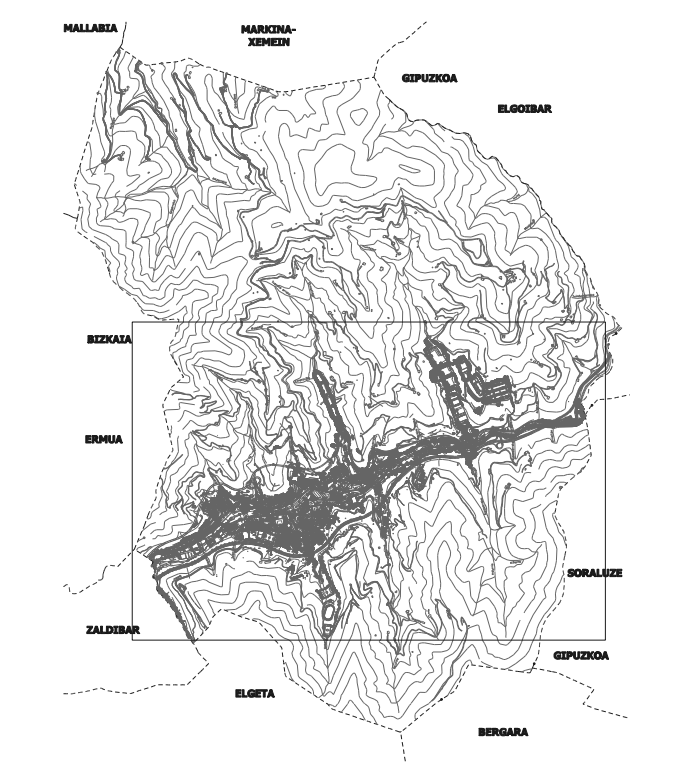 MALLABIA
MARKINA-
XEMEIN
GIPUZKOA
ELGOIBAR
BIZKAIA
ERMUA
SORALUZE
ZALDIBAR
GIPUZKOA
ELGETA
BERGARA